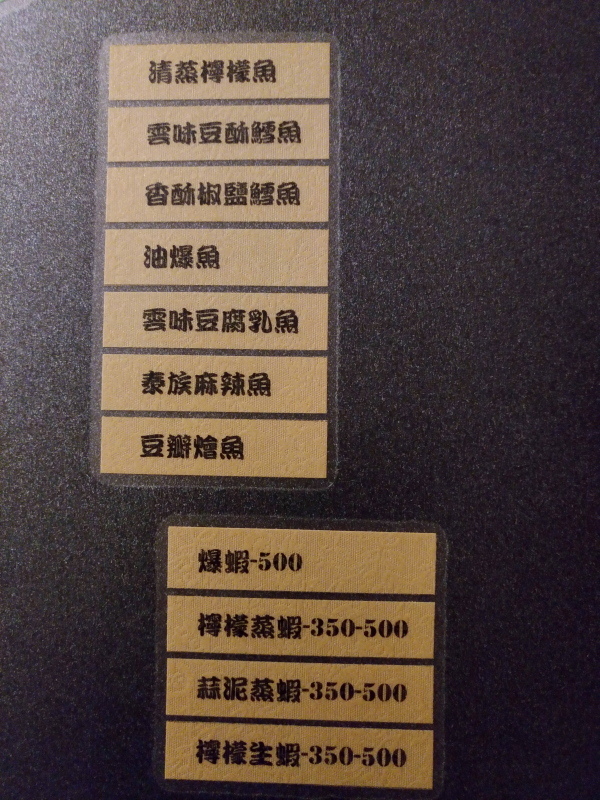 清蒸檸檬魚
雲味豆酥鱈魚
香酥椒鹽鱈魚
油爆魚
雲味豆腐乳魚
泰族麻辣魚
豆瓣燴魚
爆蝦-500
檸檬蒸蝦-350-500
蒜泥蒸蝦-350-500
檸檬生蝦-350-500